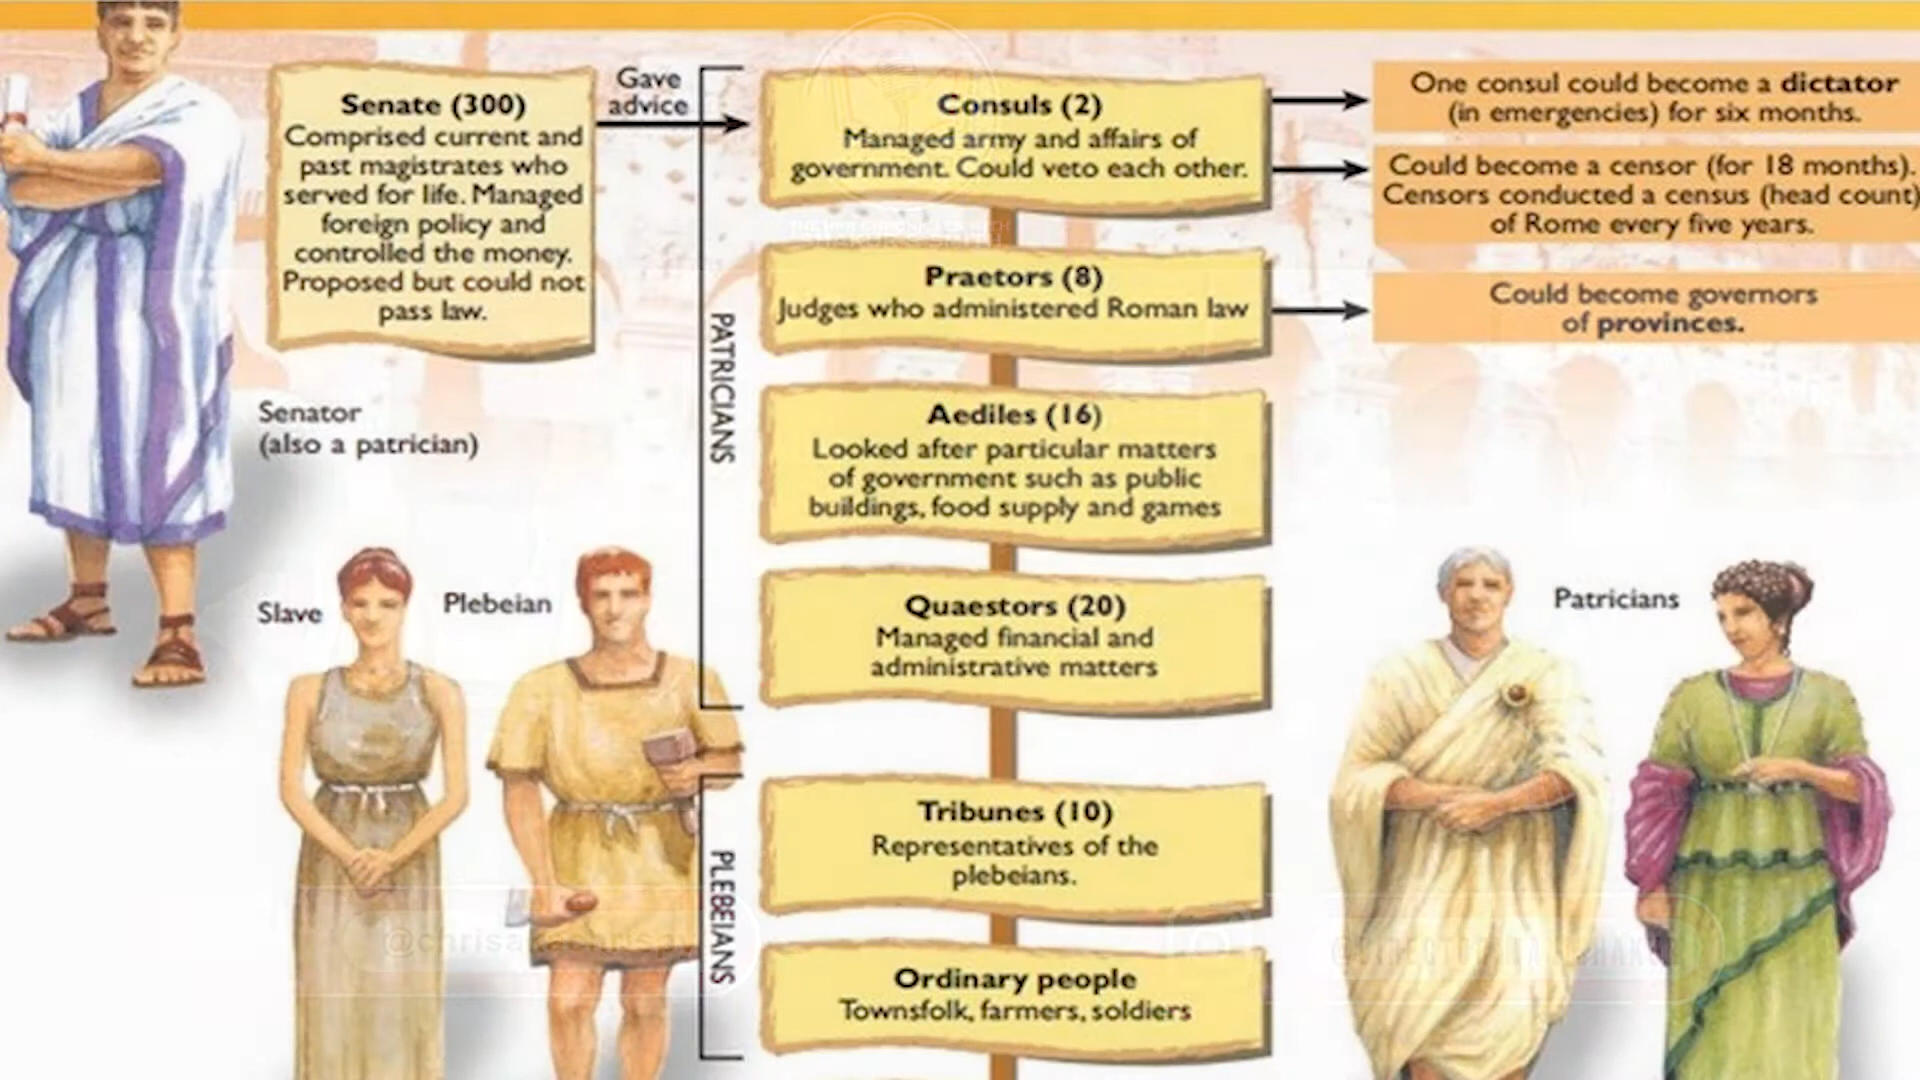 Senate (300)
Comprised current and
past magistrates who
served for life. Managed
foreign policy and
controlled the money.
Proposed but could not
pass law.
Gave
advice
Consuls (2)
Managed army and affairs of
government. Could veto each other.
One consul could become a dictator
(in emergencies) for six months.
Could become a censor (for 18 months).
Censors conducted a census (head count)
of Rome every five years.
Praetors (8)
Judges who administered Roman law
Could become governors
of provinces.
PATRICIANS
Aediles (16)
Looked after particular matters
of government such as public
buildings, food supply and games
Senator
(also a patrician)
Quaestors (20)
Managed financial and
administrative matters
Slave
Plebeian
Patricians
PLEBEIANS
Tribunes (10)
Representatives of the
plebeians.
Ordinary people
Townsfolk, farmers, soldiers